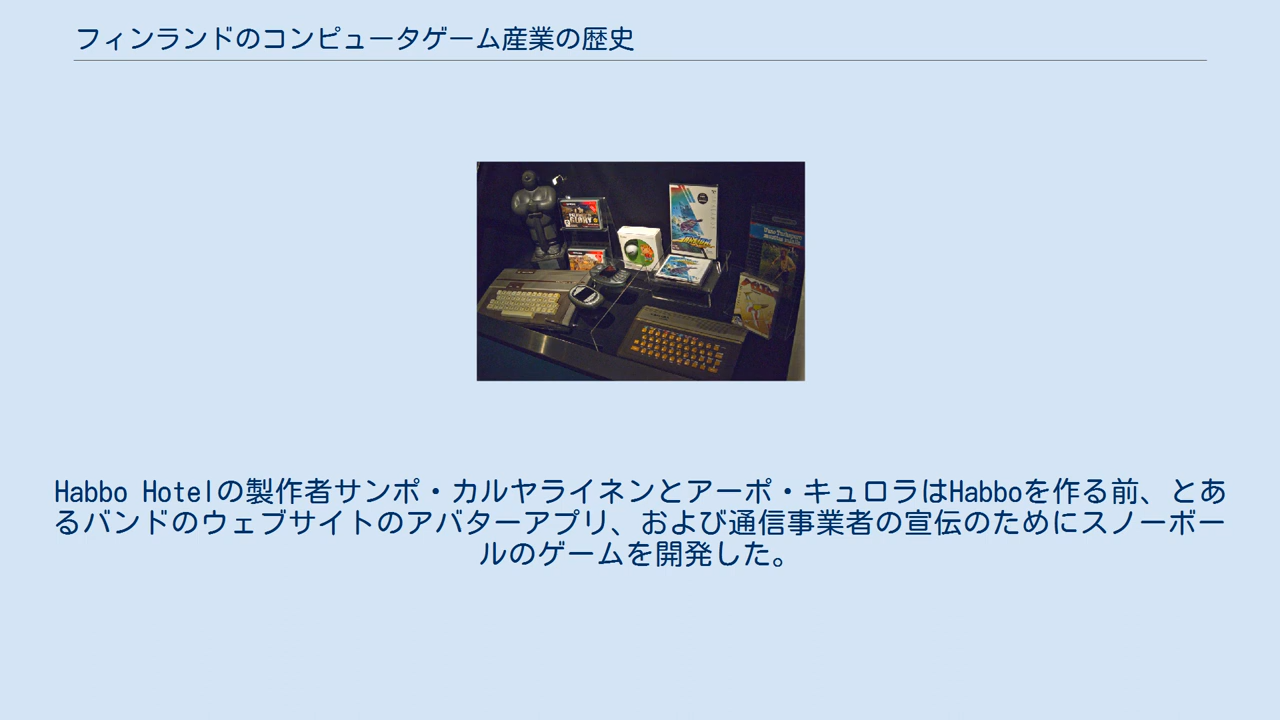 フィンランドのコンピュータゲーム産業の歴史
Habbo Hotelの製作者サンポ・カルヤライネンとアーポ・キュロラはHabboを作る前、とあ
るバンドのウェブサイトのアバターアプリ、および通信事業者の宣伝のためにスノーボー
ルのゲームを開発した。